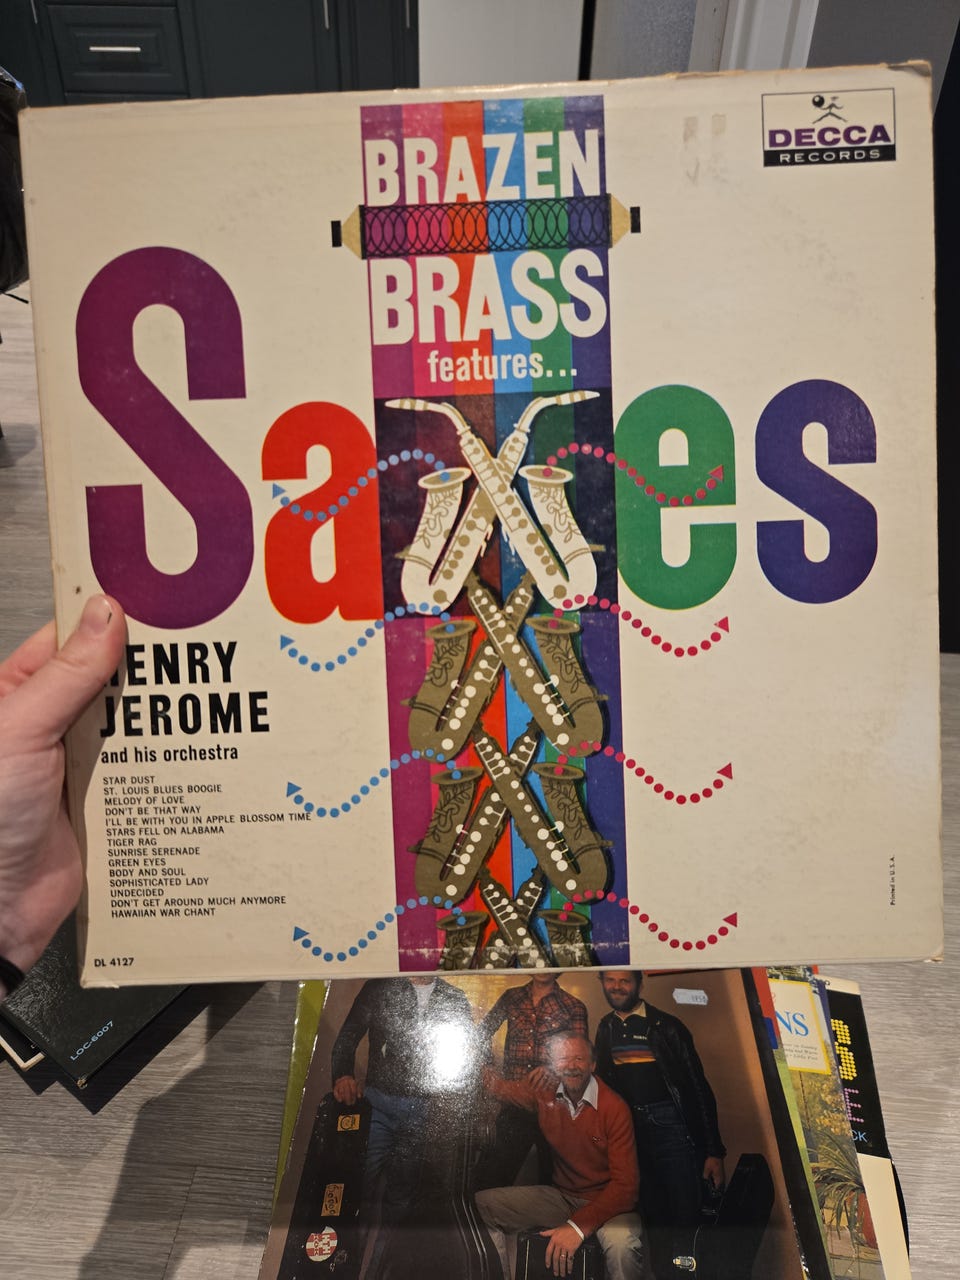 BRAZEN
BRASS
features...
DECCA
RECORDS
Saxes
HENRY
JEROME
and his orchestra
STAR DUST
ST. LOUIS BLUES BOOGIE
MELODY OF LOVE
DON'T BE THAT WAY
I'LL BE WITH YOU IN APPLE BLOSSOM TIME
STARS FELL ON ALABAMA
TIGER RAG
SUNRISE SERENADE
GREEN EYES
BODY AND SOUL
SOPHISTICATED LADY
UNDECIDED
DON'T GET AROUND MUCH ANYMORE
HAWAIIAN WAR CHANT
Printed in U.S.A.
DL 4127
LOC-6007
NS
CK